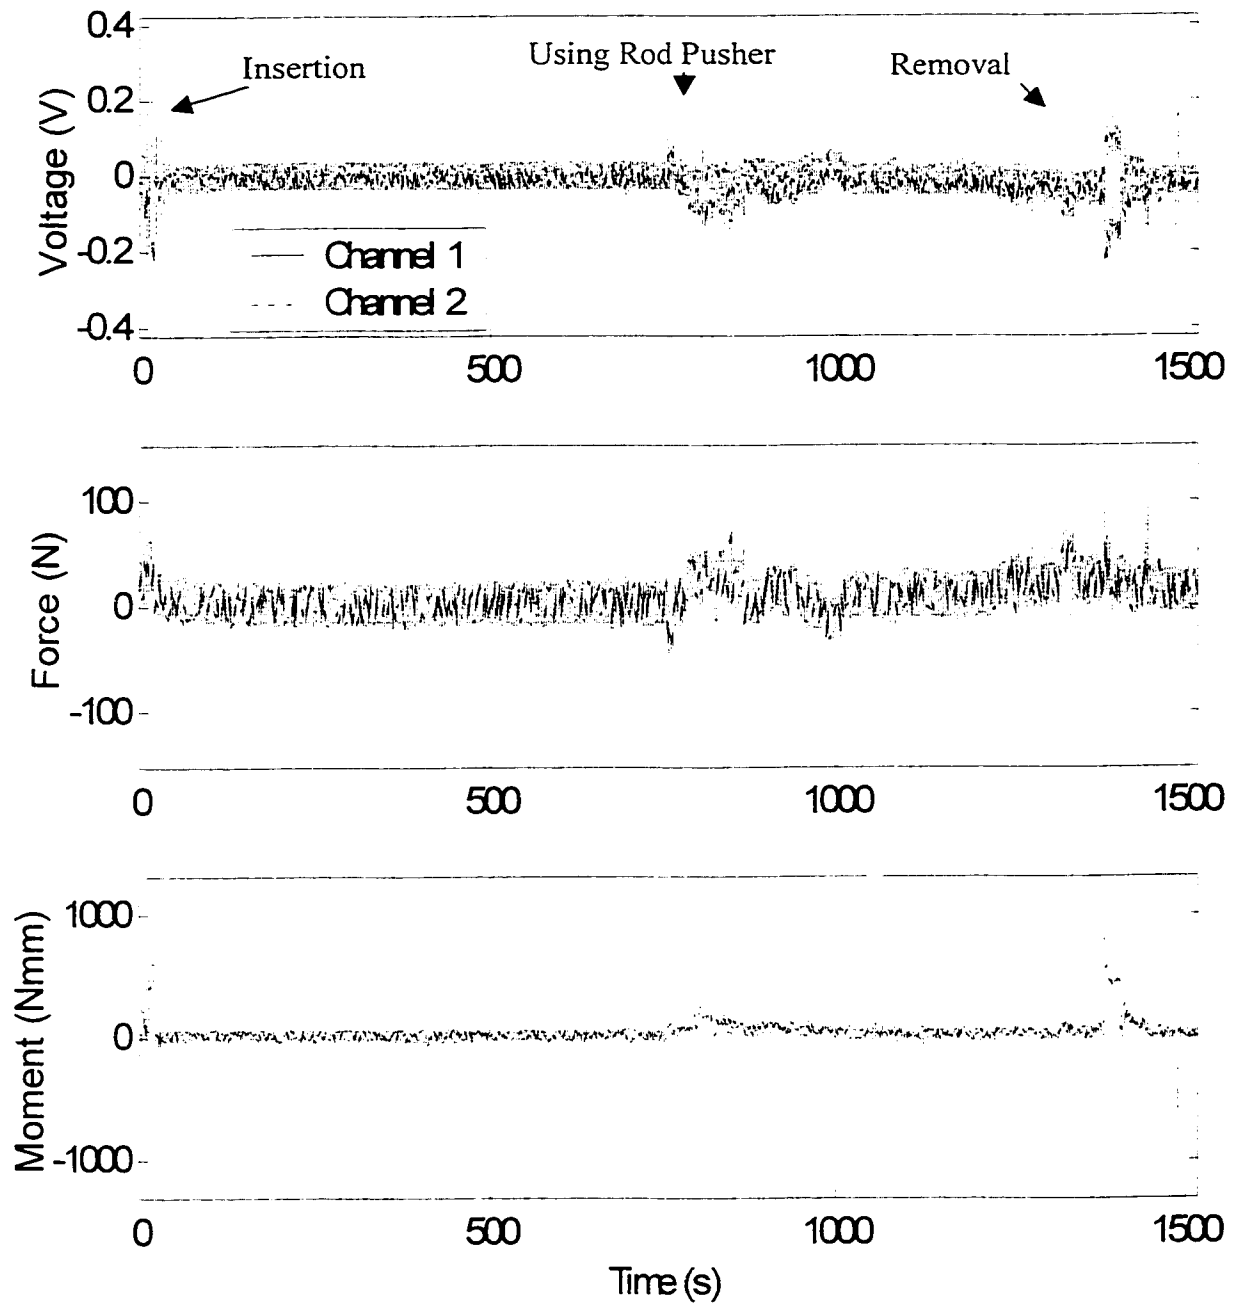 0.4
Insertion
Using Rod Pusher
Removal
0.2
0
-0.2
-0.4
Voltage (V)
Channel 1
Channel 2
0 500 1000 1500
100
0
-100
Force (N)
0 500 1000 1500
1000
0
-1000
Moment (Nmm)
0 500 1000 1500
Time (s)